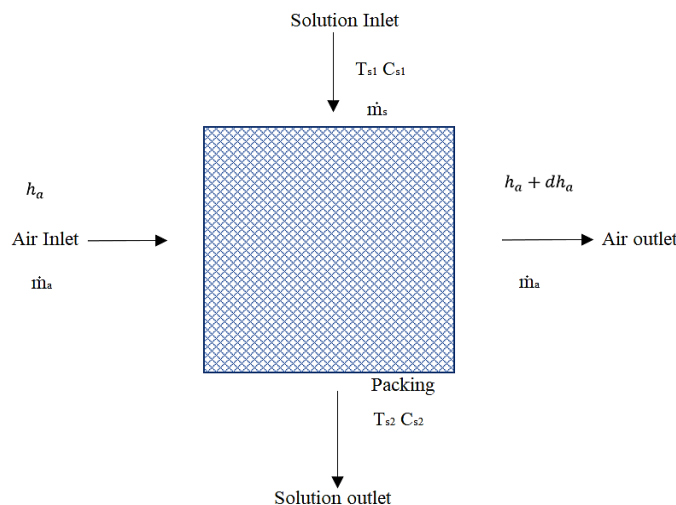 Solution Inlet
Tₛ₁ Cₛ₁
ṁₛ
hₐ
hₐ + dhₐ
Air Inlet
Air outlet
ṁₐ
ṁₐ
Packing
Tₛ₂ Cₛ₂
Solution outlet